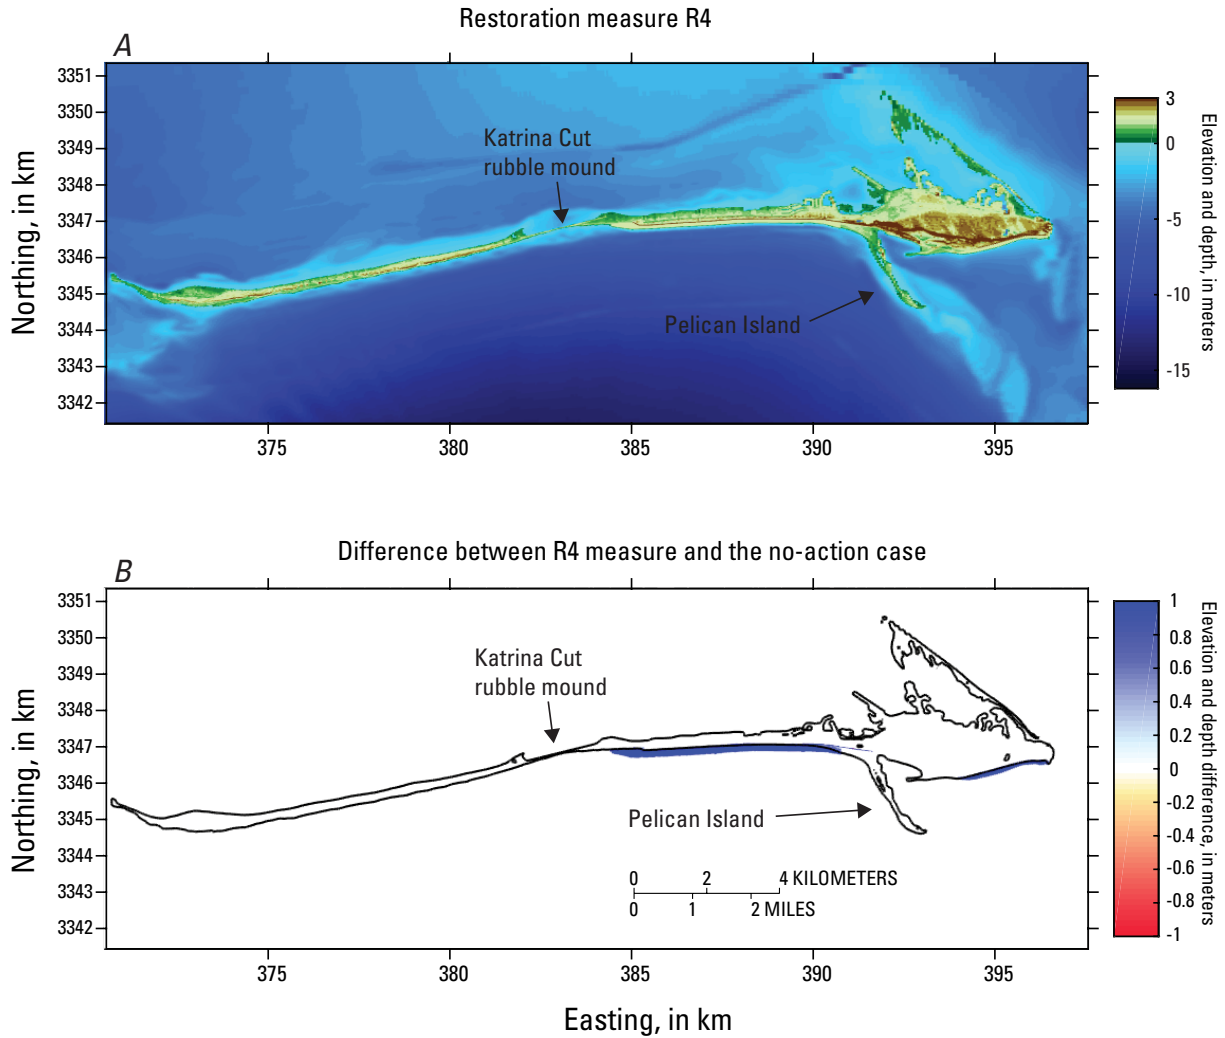 Restoration measure R4
A
3351
3350
3349
3348
3347
3346
3345
3344
3343
3342
Northing, in km
Katrina Cut
rubble mound
Pelican Island
375
380
385
390
395
3
0
-5
-10
-15
Elevation and depth, in meters
Difference between R4 measure and the no-action case
B
3351
3350
3349
3348
3347
3346
3345
3344
3343
3342
Northing, in km
Katrina Cut
rubble mound
Pelican Island
0 2 4 KILOMETERS
0 1 2 MILES
375
380
385
390
395
Easting, in km
1
0.8
0.6
0.4
0.2
0
-0.2
-0.4
-0.6
-0.8
-1
Elevation and depth difference, in meters